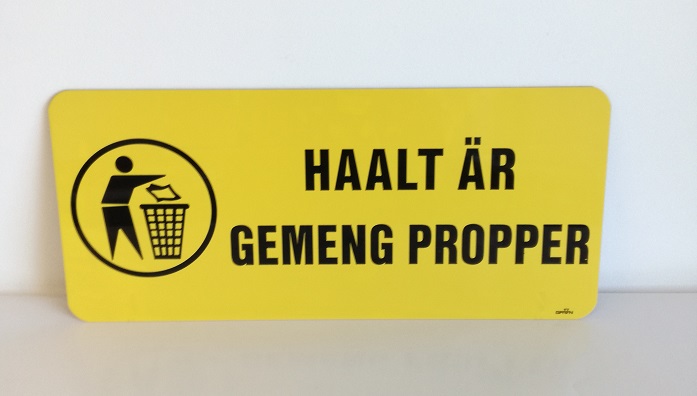 HAALT ÄR
GEMENG PROPPER